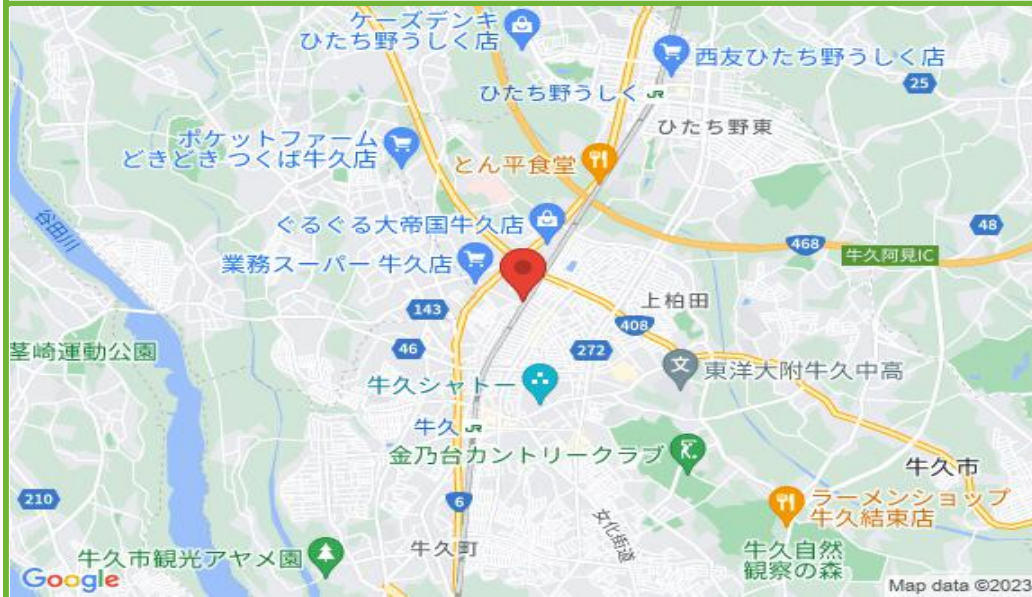 ケーズデンキ
ひたち野うしく店
西友ひたち野うしく店
25
ひたち野うしく JR
ひたち野東
ポケットファーム
どきどき つくば牛久店
とん平食堂
谷田川
ぐるぐる大帝国牛久店
48
468
牛久阿見IC
業務スーパー 牛久店
上柏田
143
408
茎崎運動公園
46
272
東洋大附牛久中高
牛久シャトー
牛久 JR
金乃台カントリークラブ
牛久市
210
6
ラーメンショップ
牛久結束店
文化街道
牛久町
牛久自然
観察の森
牛久市観光アヤメ園
Google
Map data ©2023